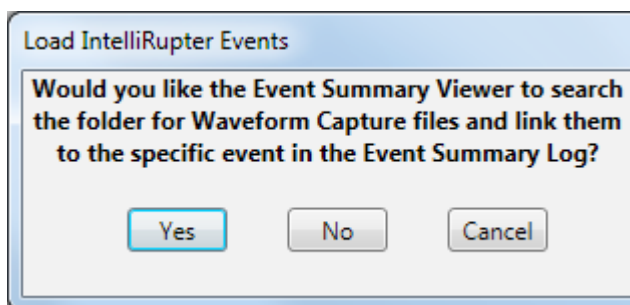 Load IntelliRupter Events
Would you like the Event Summary Viewer to search
the folder for Waveform Capture files and link them
to the specific event in the Event Summary Log?
Yes No Cancel